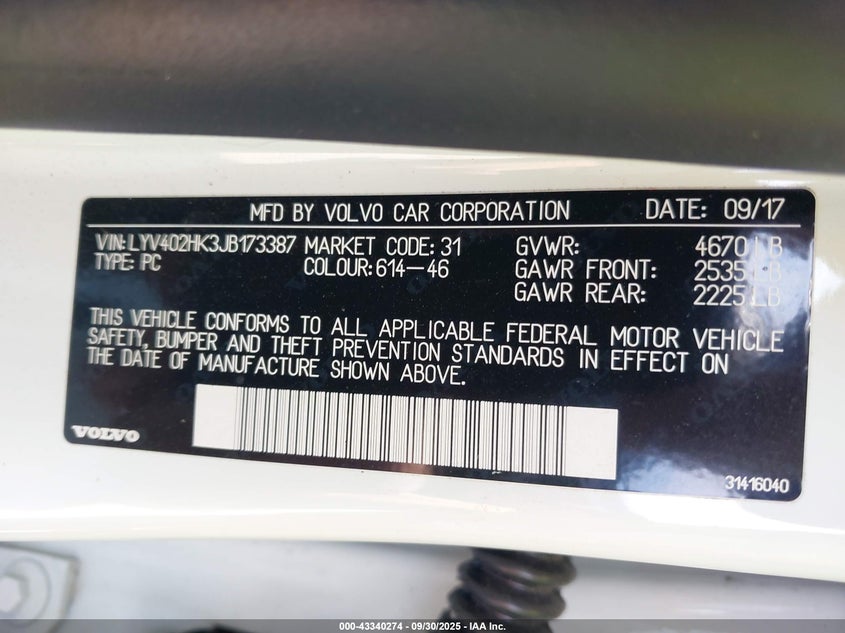 MFD BY VOLVO CAR CORPORATION DATE: 09/17
VIN: LYV402HK3JB173387 MARKET CODE: 31 GVWR: 4670 LB
TYPE: PC COLOUR: 614-46 GAWR FRONT: 2535 LB
GAWR REAR: 2225 LB
THIS VEHICLE CONFORMS TO ALL APPLICABLE FEDERAL MOTOR VEHICLE
SAFETY, BUMPER AND THEFT PREVENTION STANDARDS IN EFFECT ON
THE DATE OF MANUFACTURE SHOWN ABOVE.
VOLVO
31416040
000-43340274 - 09/30/2025 - IAA Inc.